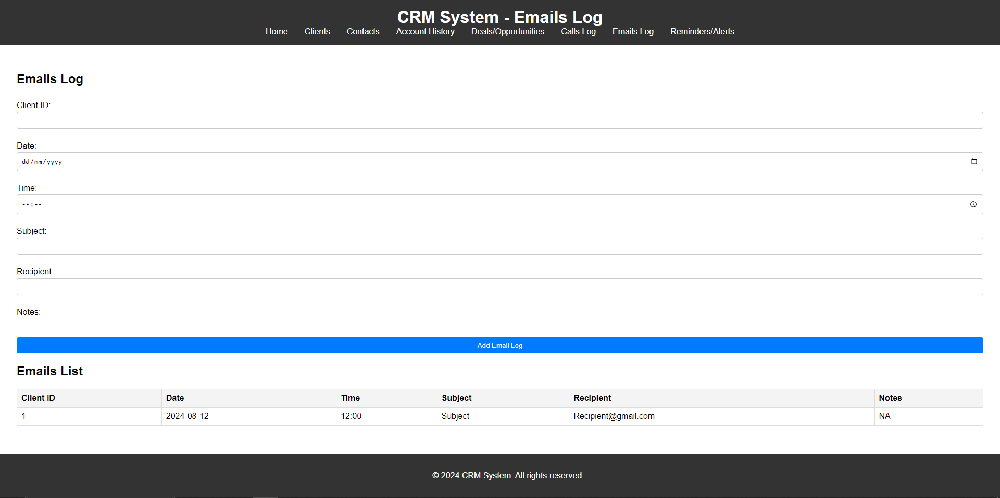 CRM System - Emails Log
Home Clients Contacts Account History Deals/Opportunities Calls Log Emails Log Reminders/Alerts
Emails Log
Client ID:
Date:
dd/mm/yyyy
Time:
--:--
Subject:
Recipient:
Notes:
Add Email Log
Emails List
Client ID Date Time Subject Recipient Notes
1 2024-08-12 12:00 Subject Recipient@gmail.com NA
© 2024 CRM System. All rights reserved.